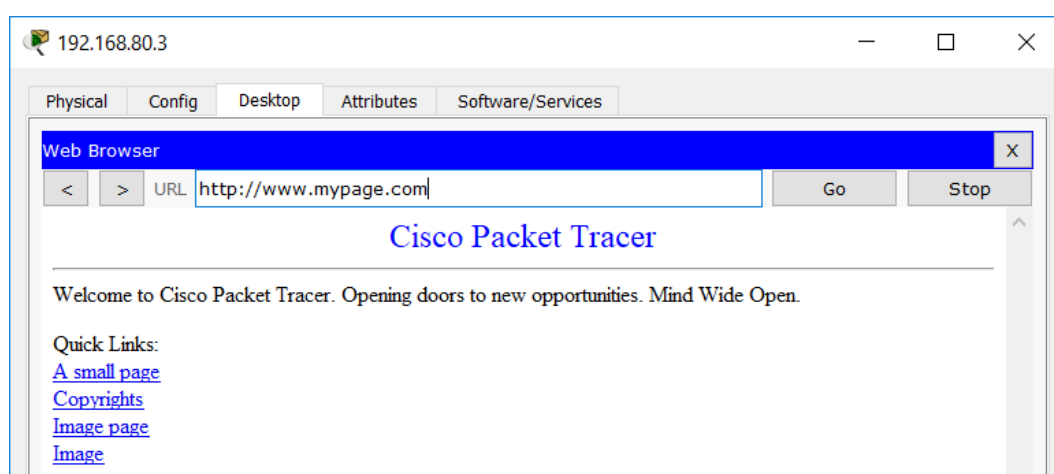 192.168.80.3
Physical Config Desktop Attributes Software/Services
Web Browser X
< > URL http://www.mypage.com Go Stop
Cisco Packet Tracer
Welcome to Cisco Packet Tracer. Opening doors to new opportunities. Mind Wide Open.
Quick Links:
A small page
Copyrights
Image page
Image